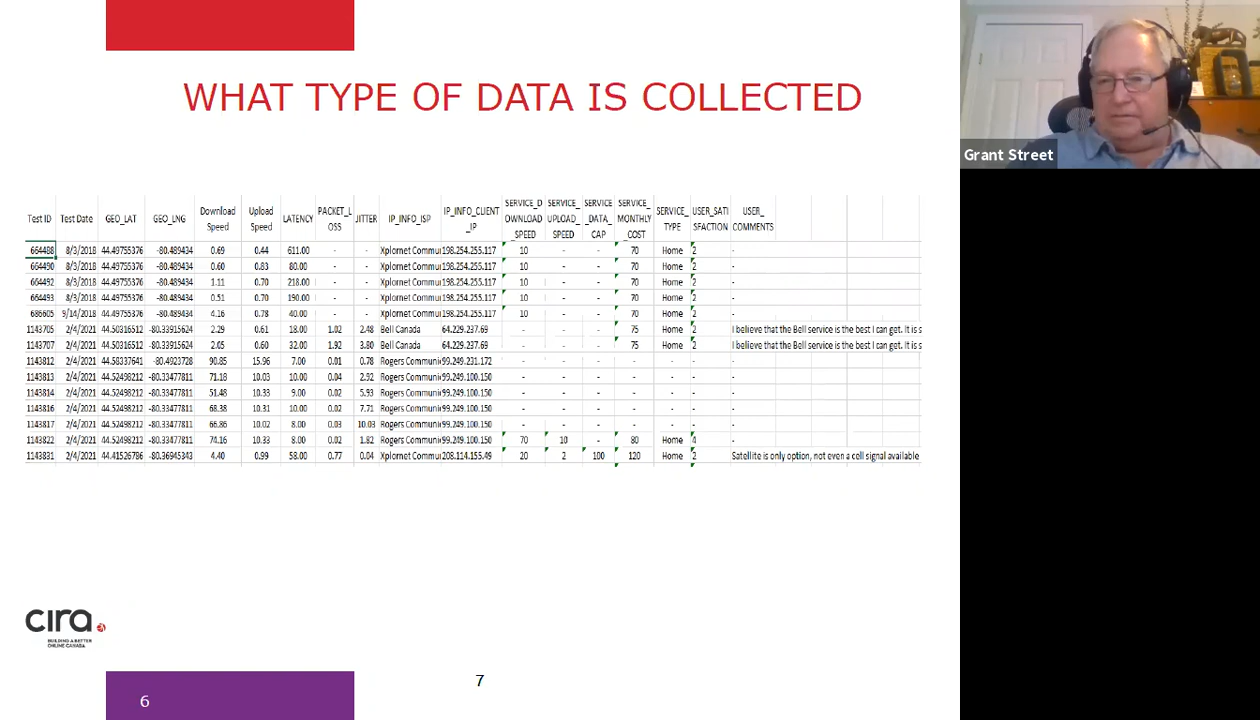 WHAT TYPE OF DATA IS COLLECTED
Grant Street
Test ID Test Date GEO_LAT GEO_LNG Download Speed Upload Speed LATENCY PACKET_LOSS JITTER IP_INFO_ISP IP_INFO_CLIENT_IP SERVICE_DOWNLOAD_SPEED SERVICE_UPLOAD_SPEED SERVICE_DATA_CAP SERVICE_MONTHLY_COST SERVICE_TYPE USER_SATISFACTION USER_COMMENTS
664488 8/3/2018 44.49755376 -80.489434 0.69 0.44 611.00 - - Xplornet Commu 198.254.255.117 10 - - 70 Home 2 -
664490 8/3/2018 44.49755376 -80.489434 0.60 0.83 80.00 - - Xplornet Commu 198.254.255.117 10 - - 70 Home 2 -
664492 8/3/2018 44.49755376 -80.489434 1.11 0.70 218.00 - - Xplornet Commu 198.254.255.117 10 - - 70 Home 2 -
664493 8/3/2018 44.49755376 -80.489434 0.51 0.70 190.00 - - Xplornet Commu 198.254.255.117 10 - - 70 Home 2 -
686605 9/14/2018 44.49755376 -80.489434 4.16 0.78 40.00 - - Xplornet Commu 198.254.255.117 10 - - 70 Home 2 -
1143705 2/4/2021 44.50316512 -80.33915624 2.29 0.61 18.00 1.02 2.48 Bell Canada 64.229.237.69 - - - 75 Home 2 I believe that the Bell service is the best I can get. It is s
1143707 2/4/2021 44.50316512 -80.33915624 2.05 0.60 32.00 1.92 3.80 Bell Canada 64.229.237.69 - - - 75 Home 2 I believe that the Bell service is the best I can get. It is s
1143812 2/4/2021 44.58337641 -80.4923728 90.85 15.96 7.00 0.01 0.78 Rogers Communi 99.249.231.172 - - - - - - -
1143813 2/4/2021 44.52498212 -80.33477811 71.18 10.03 10.00 0.04 2.92 Rogers Communi 99.249.100.150 - - - - - - -
1143814 2/4/2021 44.52498212 -80.33477811 51.48 10.33 9.00 0.02 5.93 Rogers Communi 99.249.100.150 - - - - - - -
1143816 2/4/2021 44.52498212 -80.33477811 68.38 10.31 10.00 0.02 7.71 Rogers Communi 99.249.100.150 - - - - - - -
1143817 2/4/2021 44.52498212 -80.33477811 66.86 10.02 8.00 0.03 10.03 Rogers Communi 99.249.100.150 - - - - - - -
1143822 2/4/2021 44.52498212 -80.33477811 74.16 10.33 8.00 0.02 1.82 Rogers Communi 99.249.100.150 70 10 - 80 Home 4 -
1143831 2/4/2021 44.41526786 -80.36945343 4.40 0.99 58.00 0.77 0.04 Xplornet Commu 208.114.155.49 20 2 100 120 Home 2 Satellite is only option, not even a cell signal available
cira
BUILDING A BETTER
ONLINE CANADA
6
7